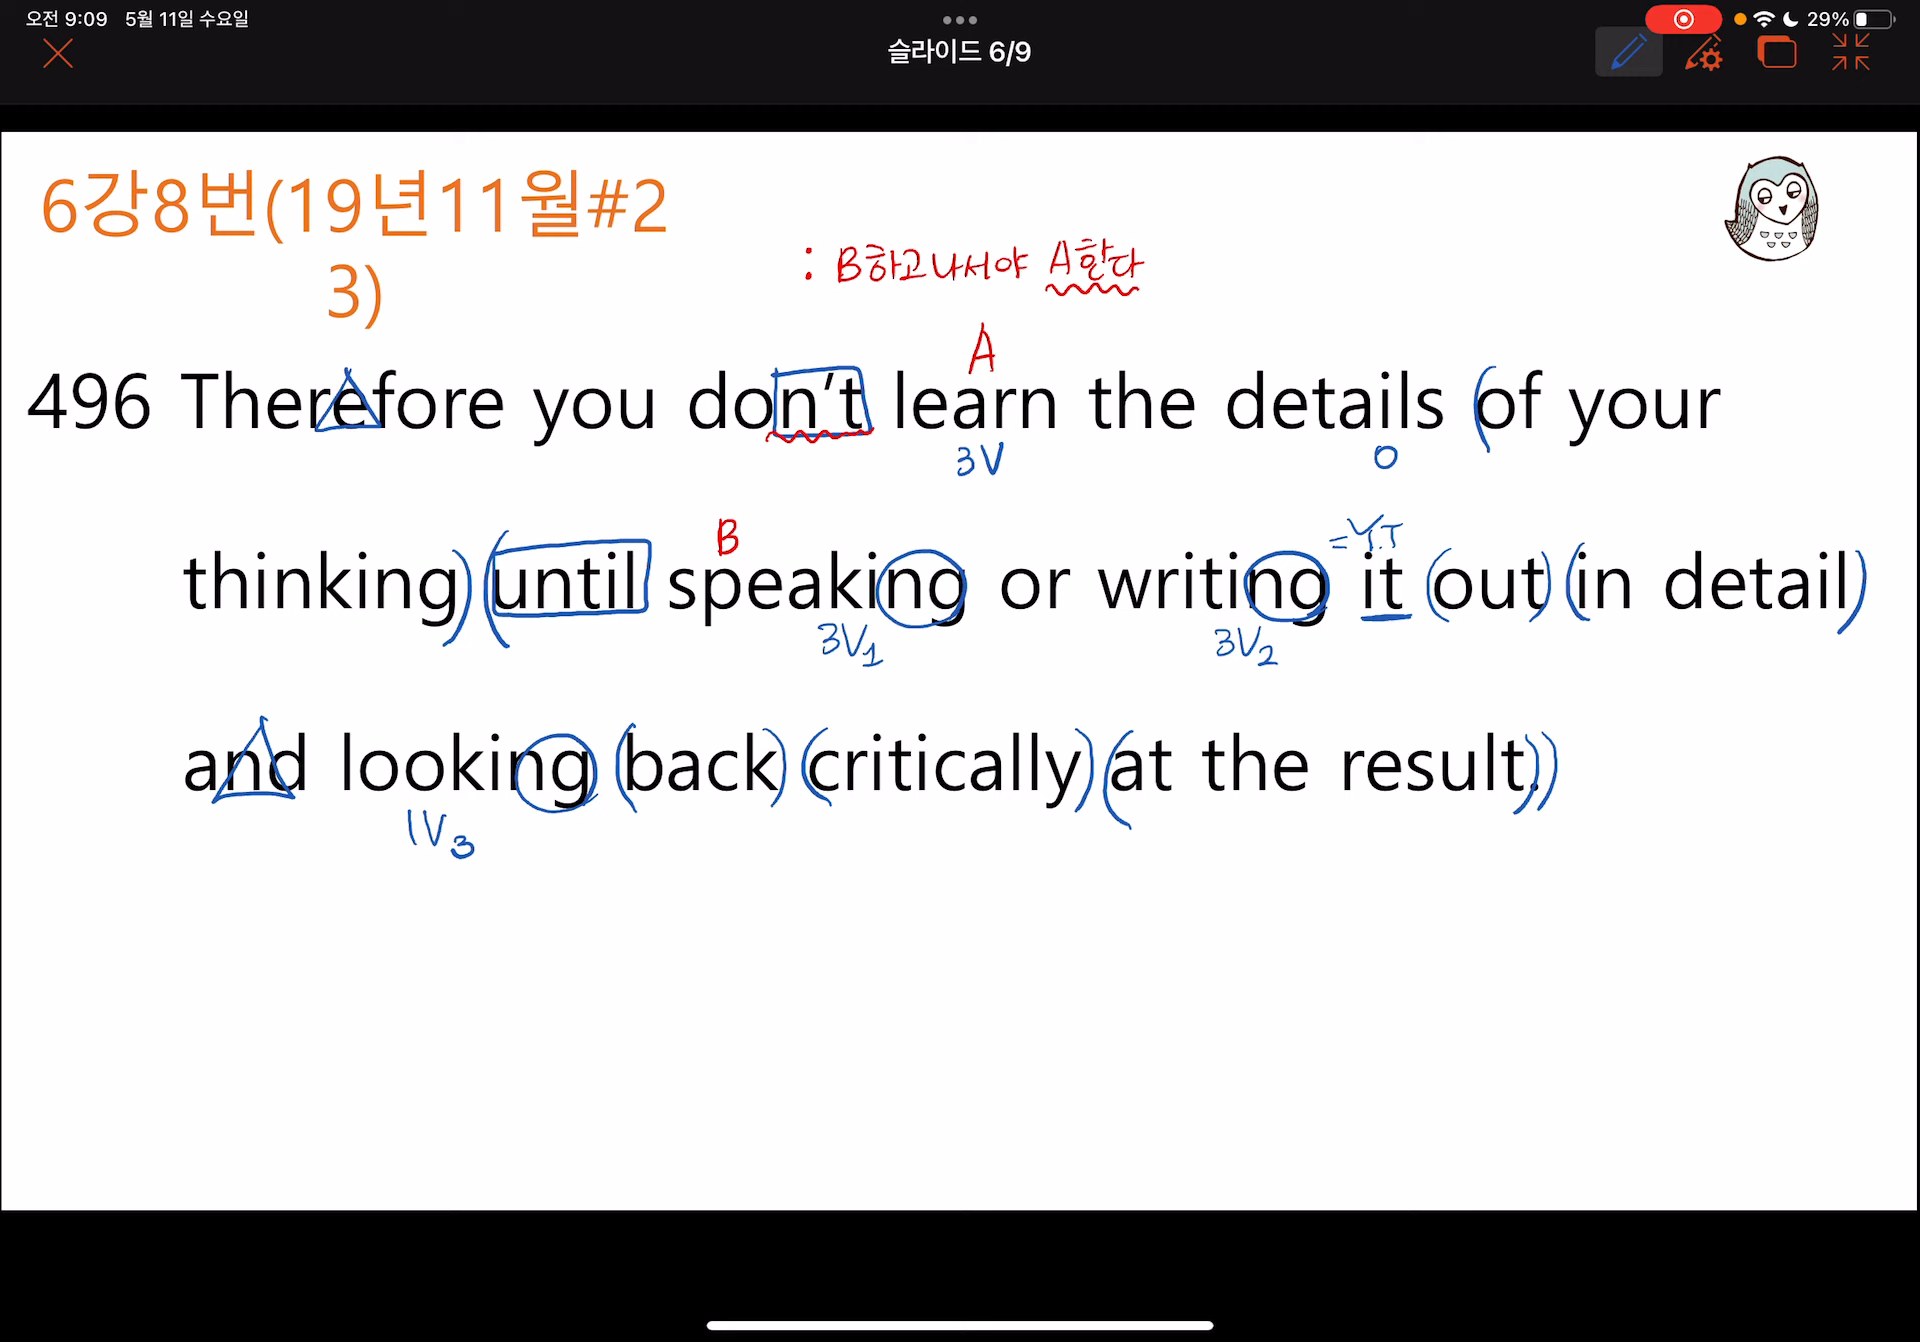 오전 9:09 5월 11일 수요일
29%
슬라이드 6/9
6강8번(19년11월#2
3)
: B하고나서야 A한다
A
496 Therefore you don't learn the details of your
3V O
B =Y.T
thinking) (until speaking or writing it (out) (in detail)
3V1 3V2
and looking (back) (critically) (at the result.))
1V3